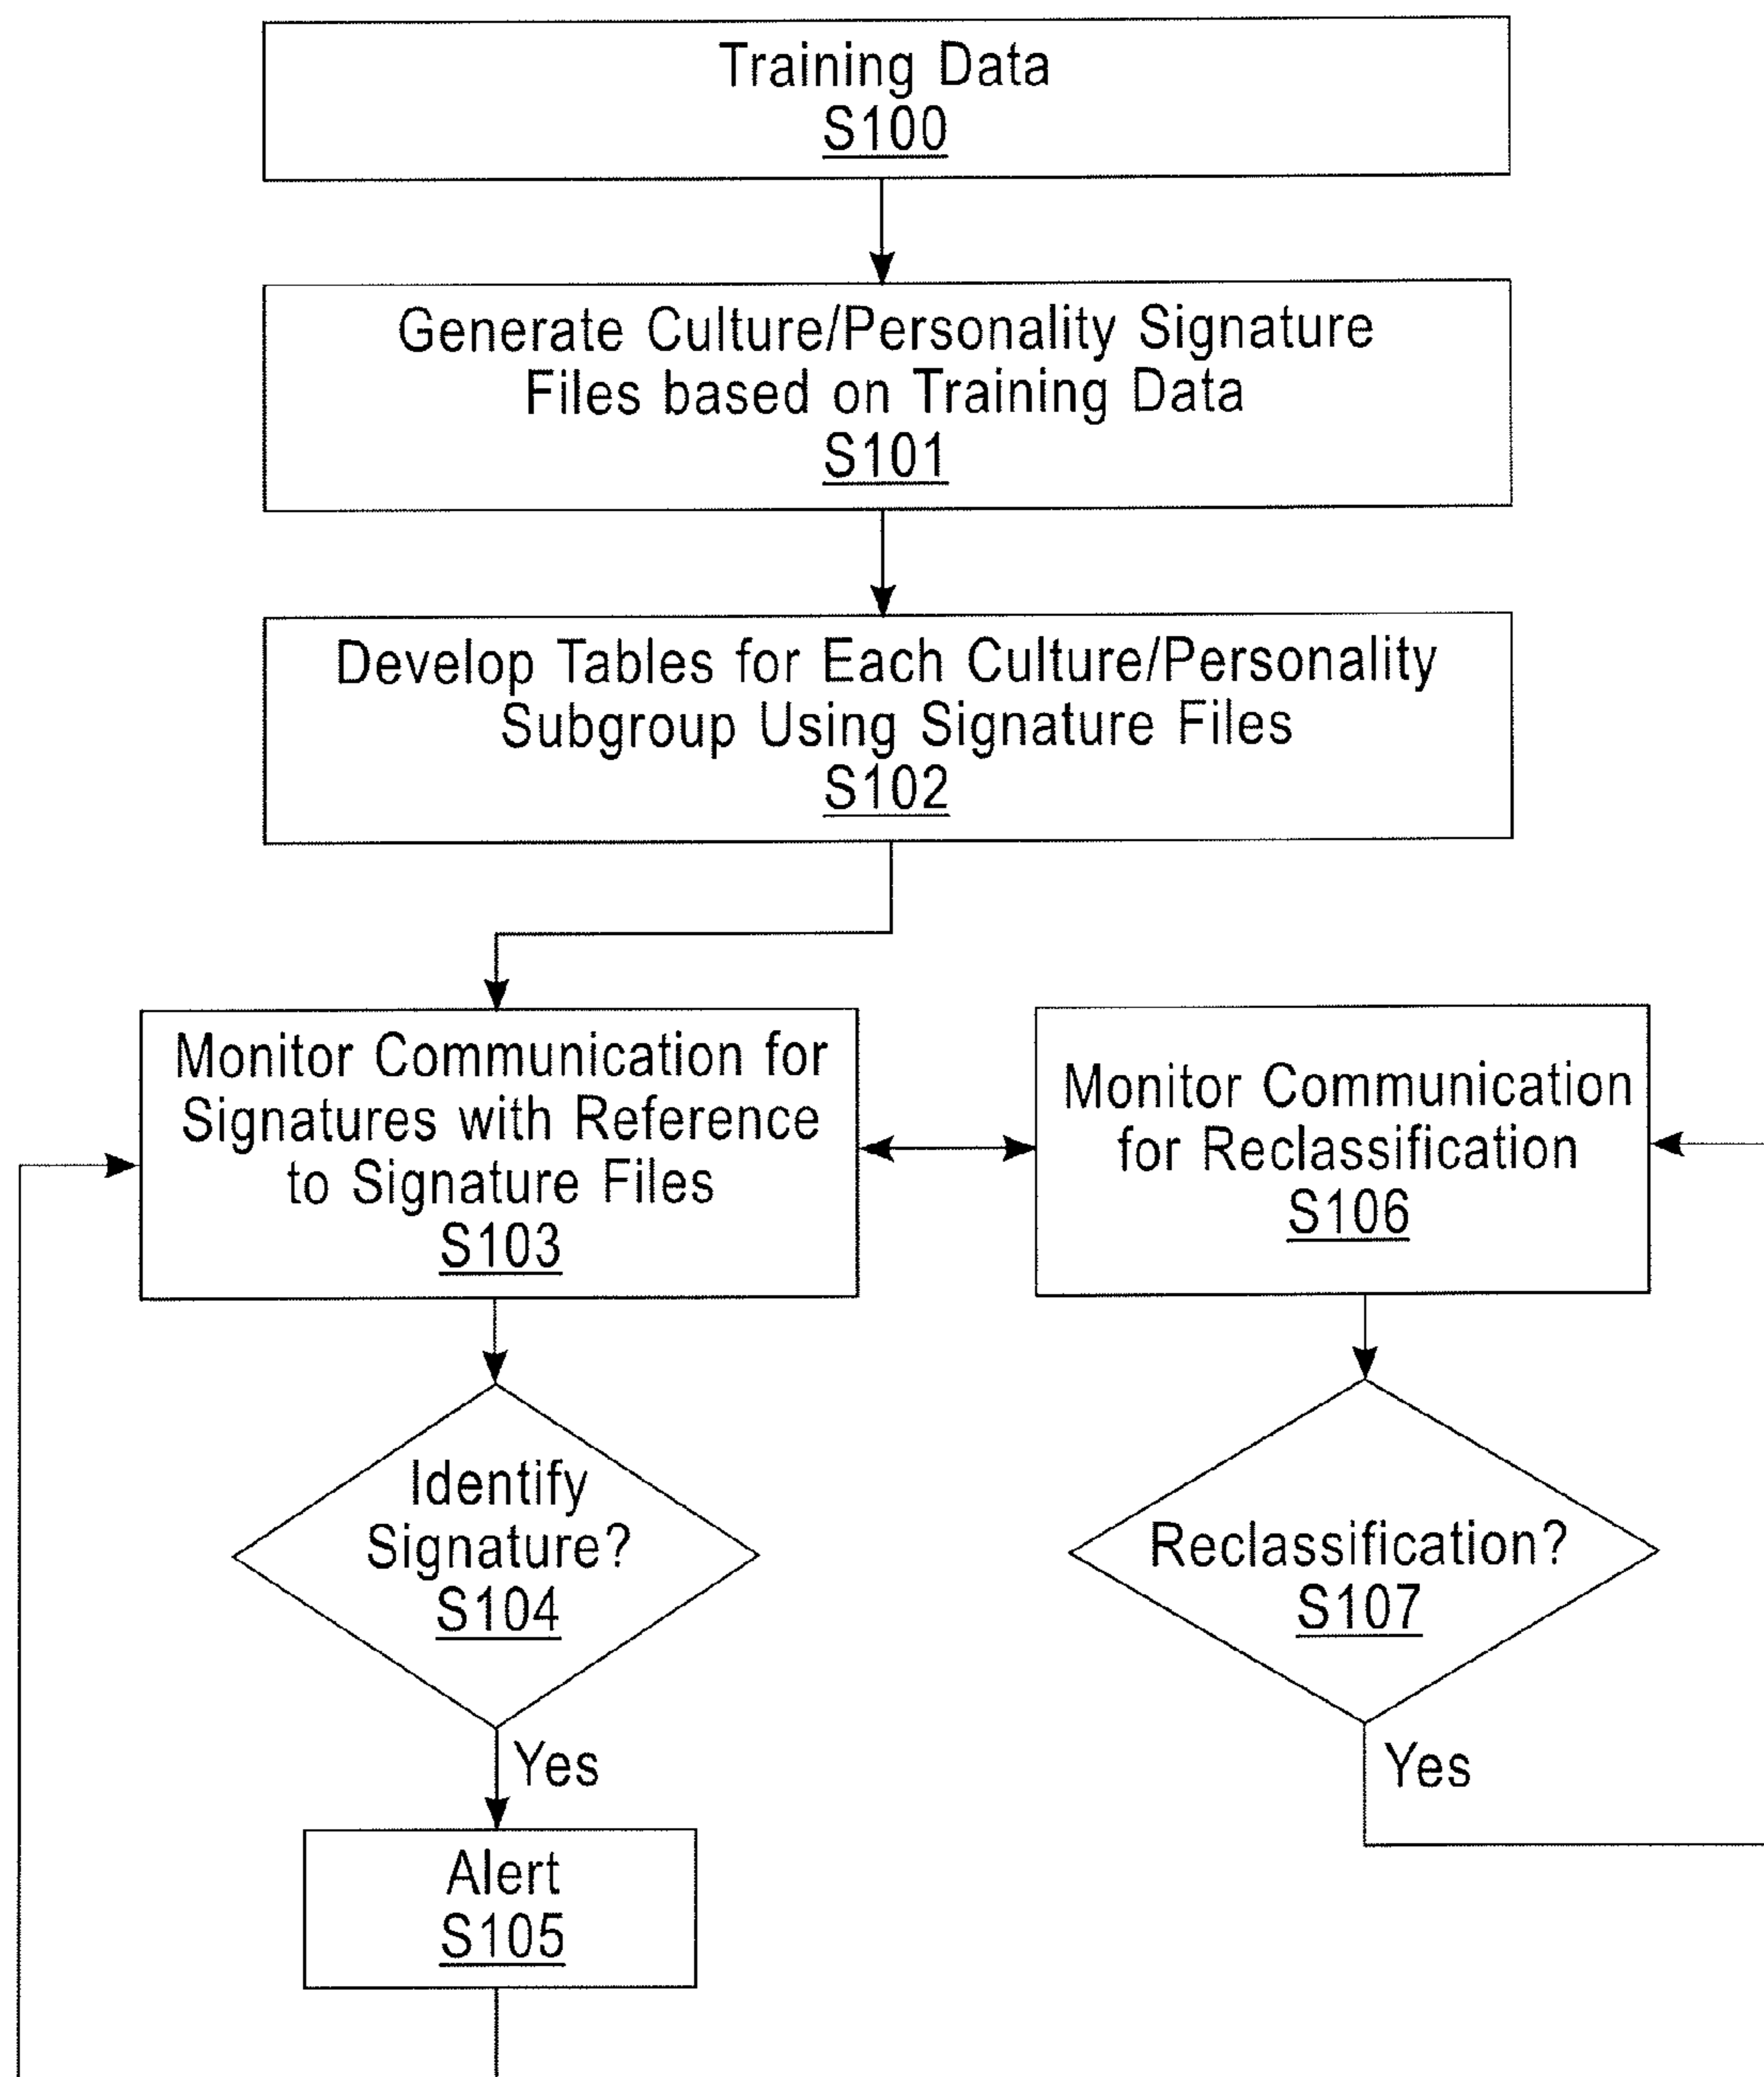 Training Data
S100
Generate Culture/Personality Signature
Files based on Training Data
S101
Develop Tables for Each Culture/Personality
Subgroup Using Signature Files
S102
Monitor Communication for
Signatures with Reference
to Signature Files
S103
Monitor Communication
for Reclassification
S106
Identify
Signature?
S104
Reclassification?
S107
Yes
Yes
Alert
S105